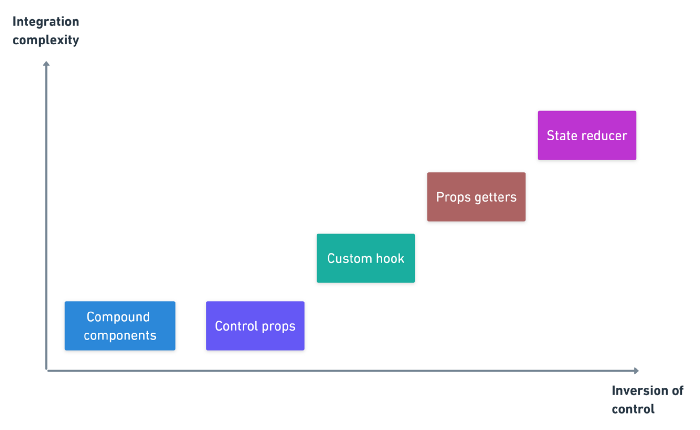 Integration
complexity
State reducer
Props getters
Custom hook
Compound
components
Control props
Inversion of
control